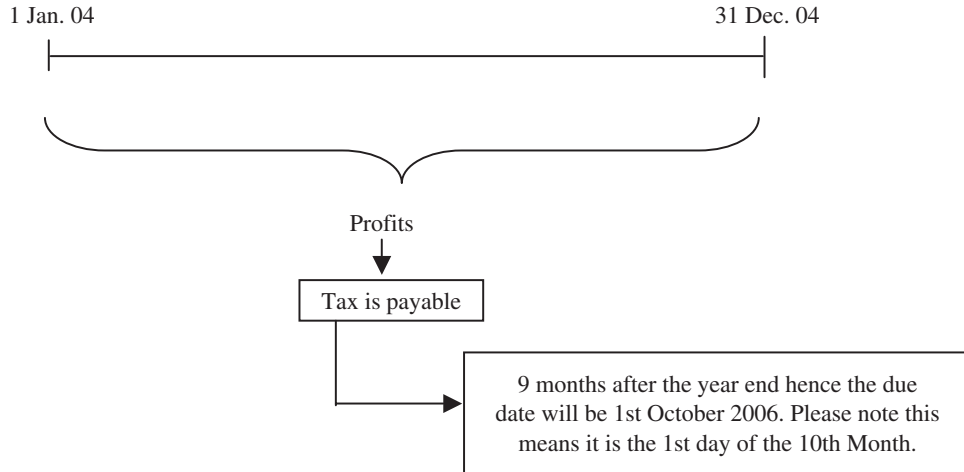 1 Jan. 04
31 Dec. 04
Profits
Tax is payable
9 months after the year end hence the due
date will be 1st October 2006. Please note this
means it is the 1st day of the 10th Month.